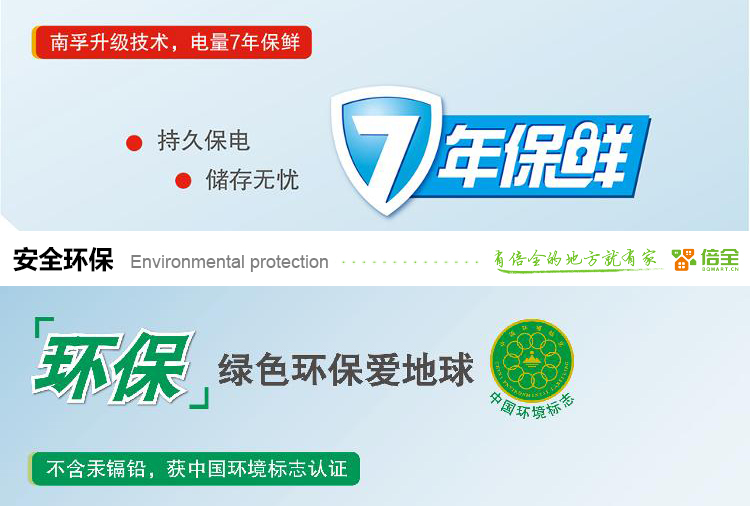 南孚升级技术，电量7年保鲜
7年保鲜
持久保电
储存无忧
安全环保 Environmental protection
有倍全的地方就有家 倍全
BQMART.CN
环保
绿色环保爱地球
中国环境标志
不含汞镉铅，获中国环境标志认证